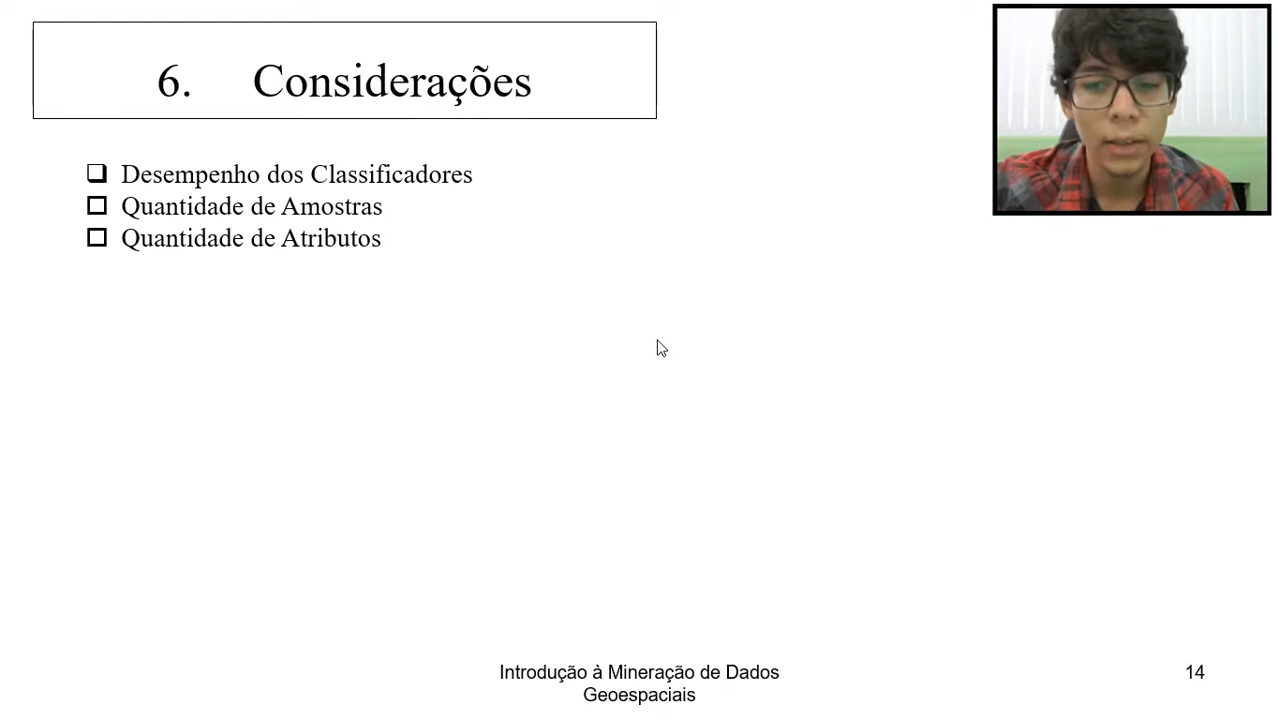 6. Considerações
Desempenho dos Classificadores
Quantidade de Amostras
Quantidade de Atributos
Introdução à Mineração de Dados
Geoespaciais
14